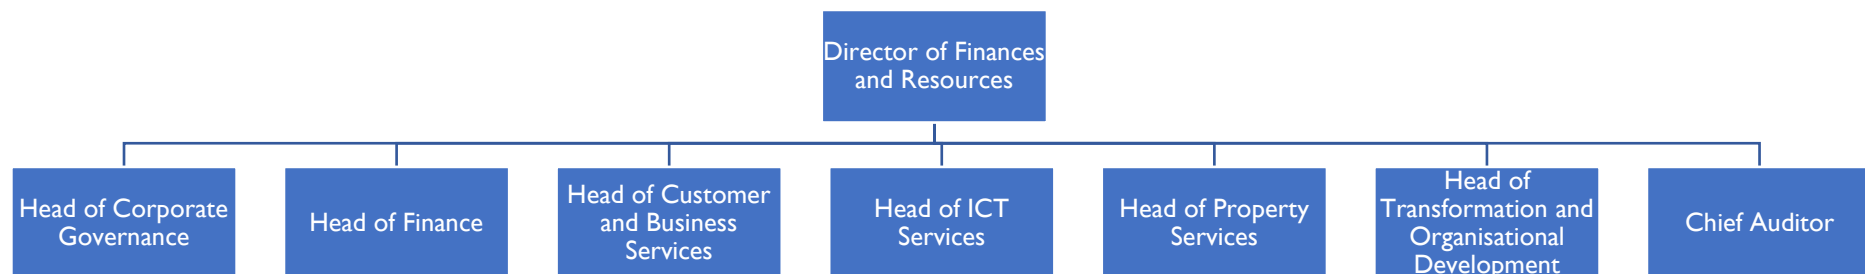 Director of Finances
and Resources
Head of Corporate
Governance
Head of Finance
Head of Customer
and Business
Services
Head of ICT
Services
Head of Property
Services
Head of
Transformation and
Organisational
Development
Chief Auditor